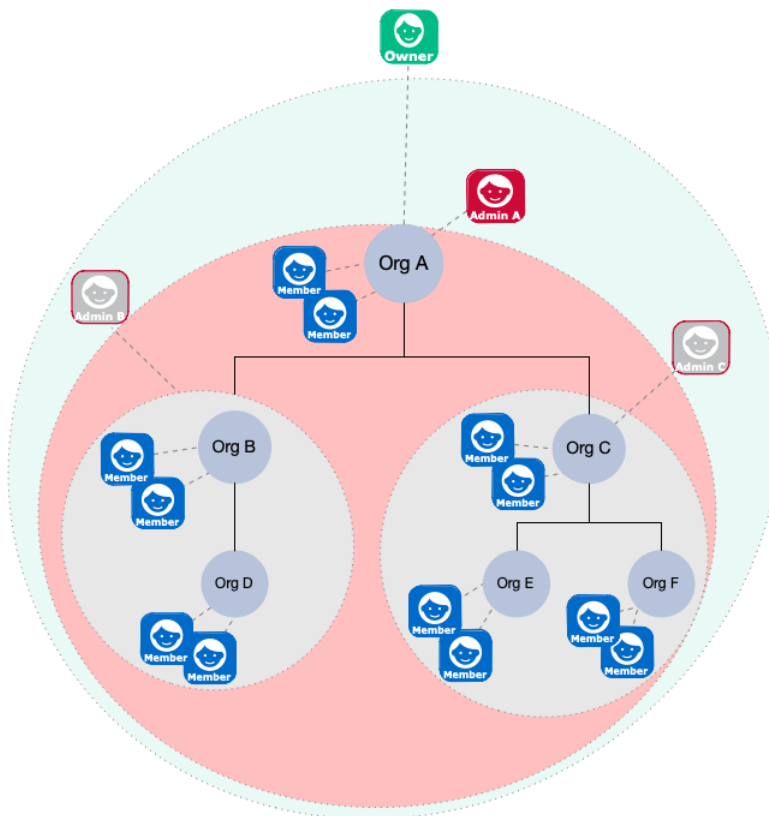 Owner
Admin A
Org A
Member
Member
Admin B
Admin C
Org B
Member
Member
Org C
Member
Member
Org D
Member
Member
Org E
Member
Member
Org F
Member
Member